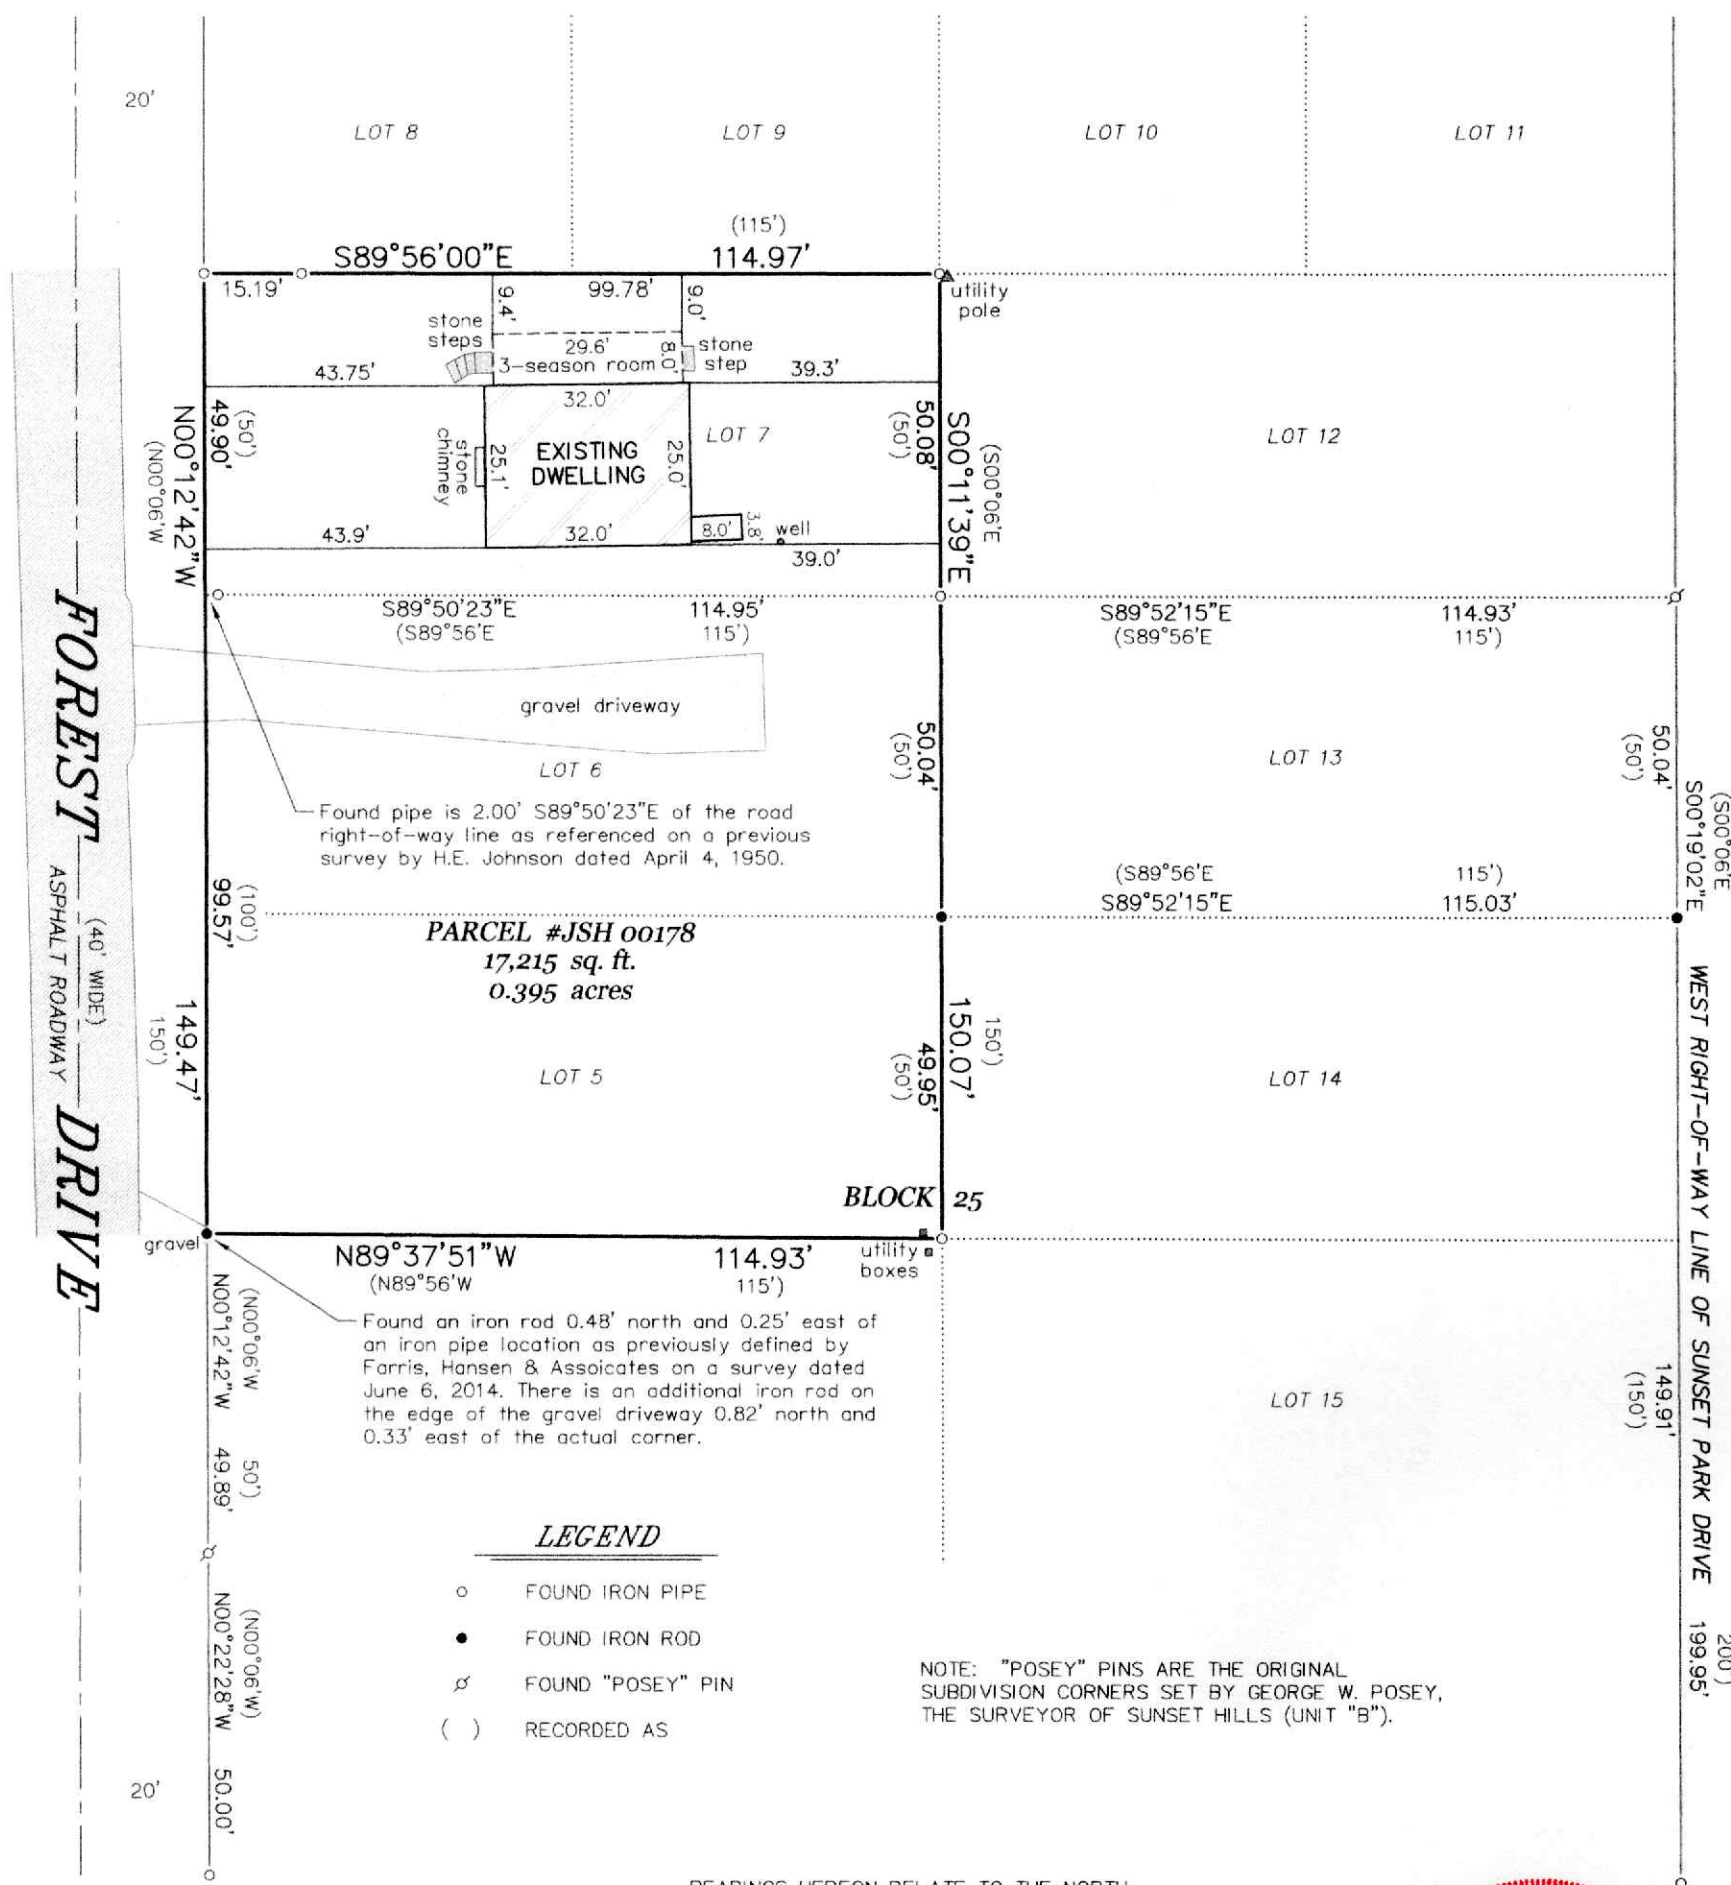 20'
LOT 8
LOT 9
LOT 10
LOT 11
(115')
S89°56'00"E
114.97'
15.19'
9.4'
99.78'
9.0'
utility
pole
stone
steps
29.6'
8.0'
3-season room
stone
step
43.75'
39.3'
32.0'
N00°12'42"W
(N00°06'W
49.90'
(50')
stone
chimney
25.1'
EXISTING
DWELLING
25.0'
LOT 7
50.08'
(50')
S00°11'39"E
(S00°06'E
LOT 12
43.9'
32.0'
8.0'
3.8'
well
39.0'
S89°50'23"E
114.95'
(S89°56'E
115')
S89°52'15"E
114.93'
(S89°56'E
115')
gravel driveway
LOT 6
50.04'
(50')
LOT 13
50.04'
(50')
(S00°06'E
S00°19'02"E
Found pipe is 2.00' S89°50'23"E of the road
right-of-way line as referenced on a previous
survey by H.E. Johnson dated April 4, 1950.
(S89°56'E
115')
S89°52'15"E
115.03'
FOREST DRIVE
(40' WIDE)
ASPHALT ROADWAY
99.57'
(100')
PARCEL #JSH 00178
17,215 sq. ft.
0.395 acres
149.47'
150')
LOT 5
49.95'
(50')
150.07'
150')
LOT 14
WEST RIGHT-OF-WAY LINE OF SUNSET PARK DRIVE
BLOCK 25
gravel
N89°37'51"W
114.93'
(N89°56'W
115')
utility
boxes
Found an iron rod 0.48' north and 0.25' east of
an iron pipe location as previously defined by
Farris, Hansen & Assoicates on a survey dated
June 6, 2014. There is an additional iron rod on
the edge of the gravel driveway 0.82' north and
0.33' east of the actual corner.
(N00°06'W
50')
N00°12'42"W
49.89'
LOT 15
149.91'
(150')
LEGEND
FOUND IRON PIPE
FOUND IRON ROD
FOUND "POSEY" PIN
( ) RECORDED AS
(N00°06'W)
N00°22'28"W
50.00'
20'
NOTE: "POSEY" PINS ARE THE ORIGINAL
SUBDIVISION CORNERS SET BY GEORGE W. POSEY,
THE SURVEYOR OF SUNSET HILLS (UNIT "B").
200')
199.95'
BEARINGS HEREON RELATE TO THE NORTH